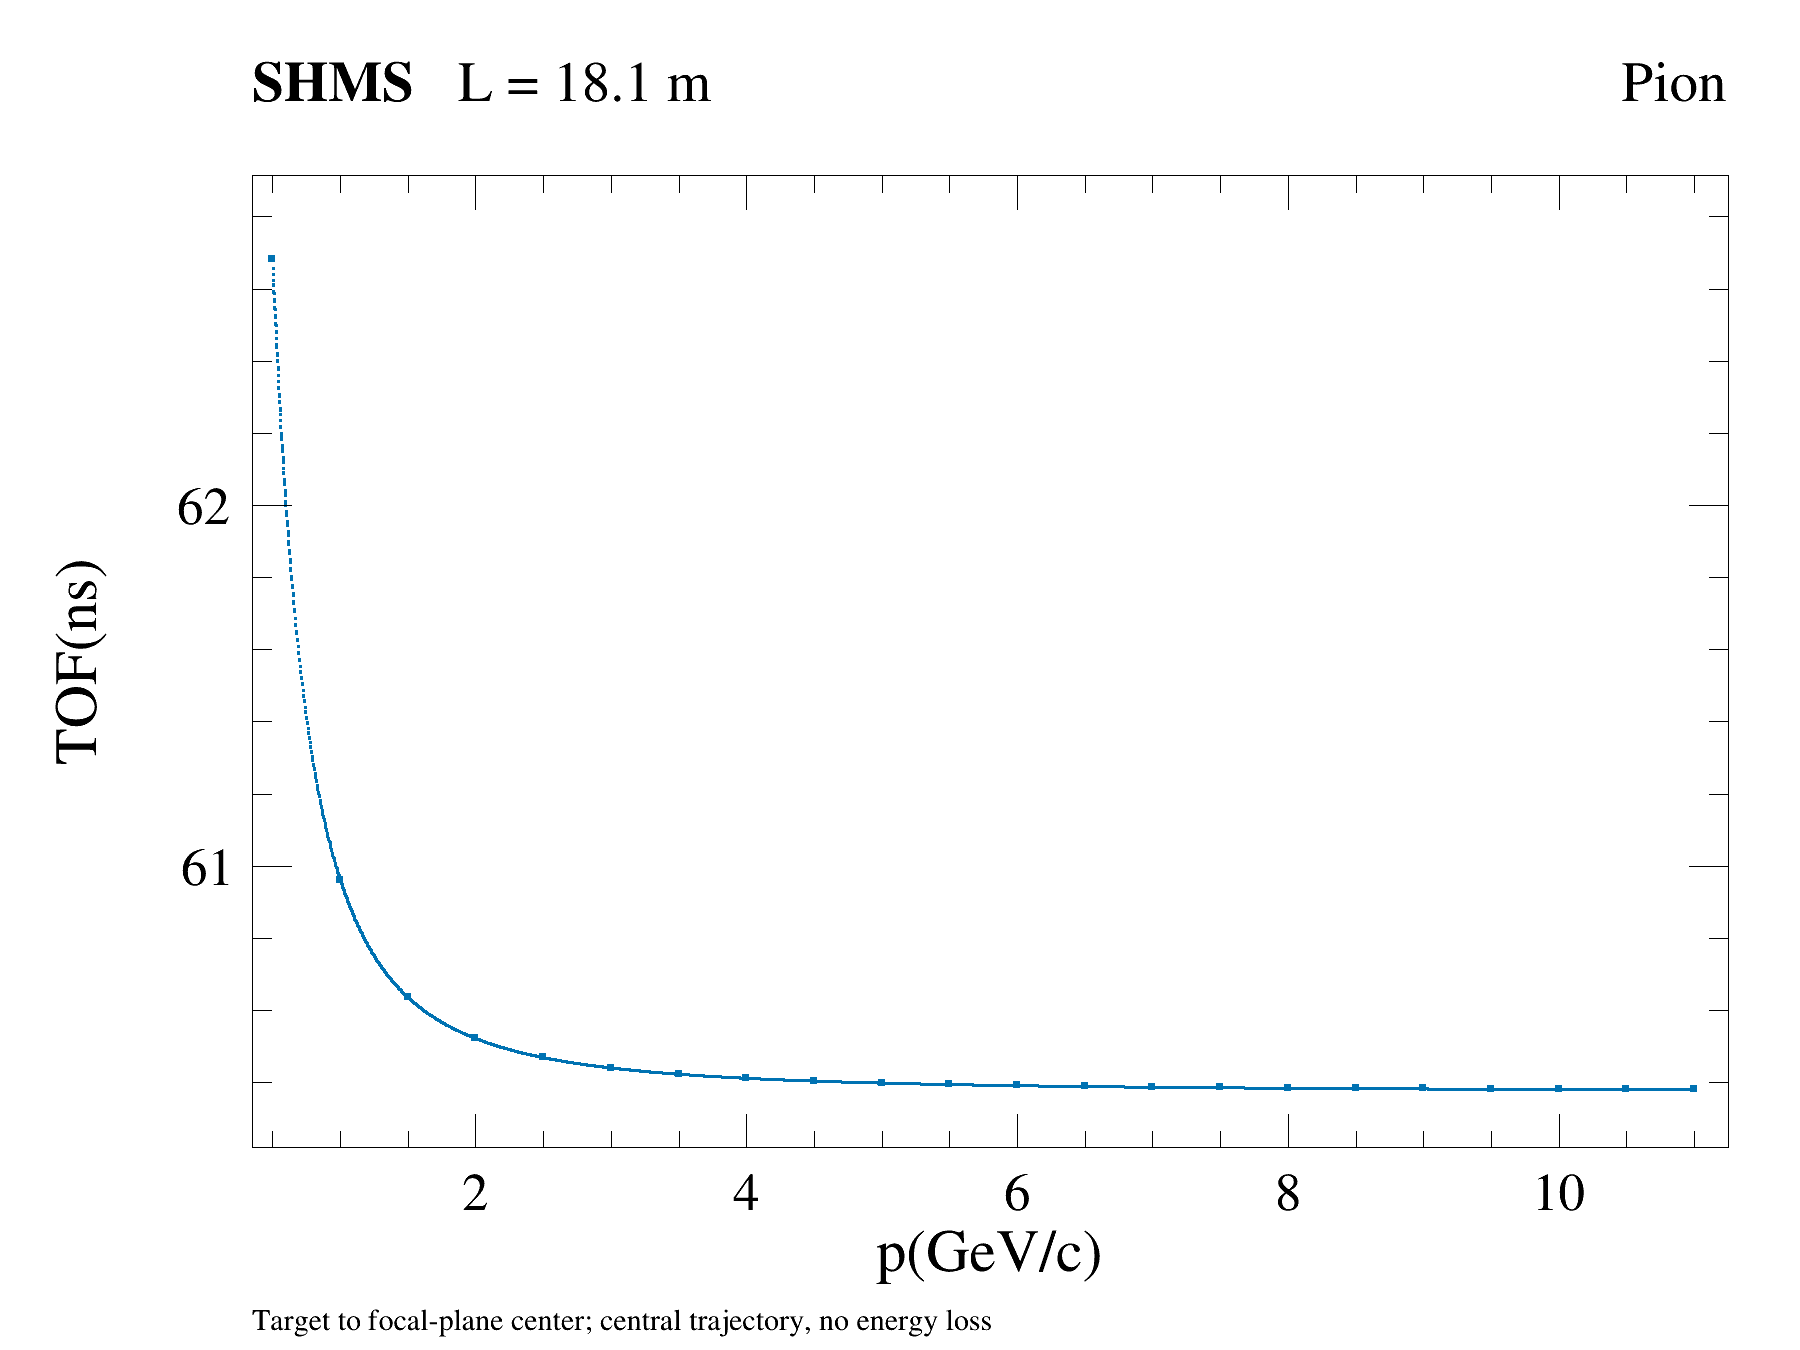 SHMS L = 18.1 m
Pion
TOF(ns)
62
61
2 4 6 8 10
p(GeV/c)
Target to focal-plane center; central trajectory, no energy loss